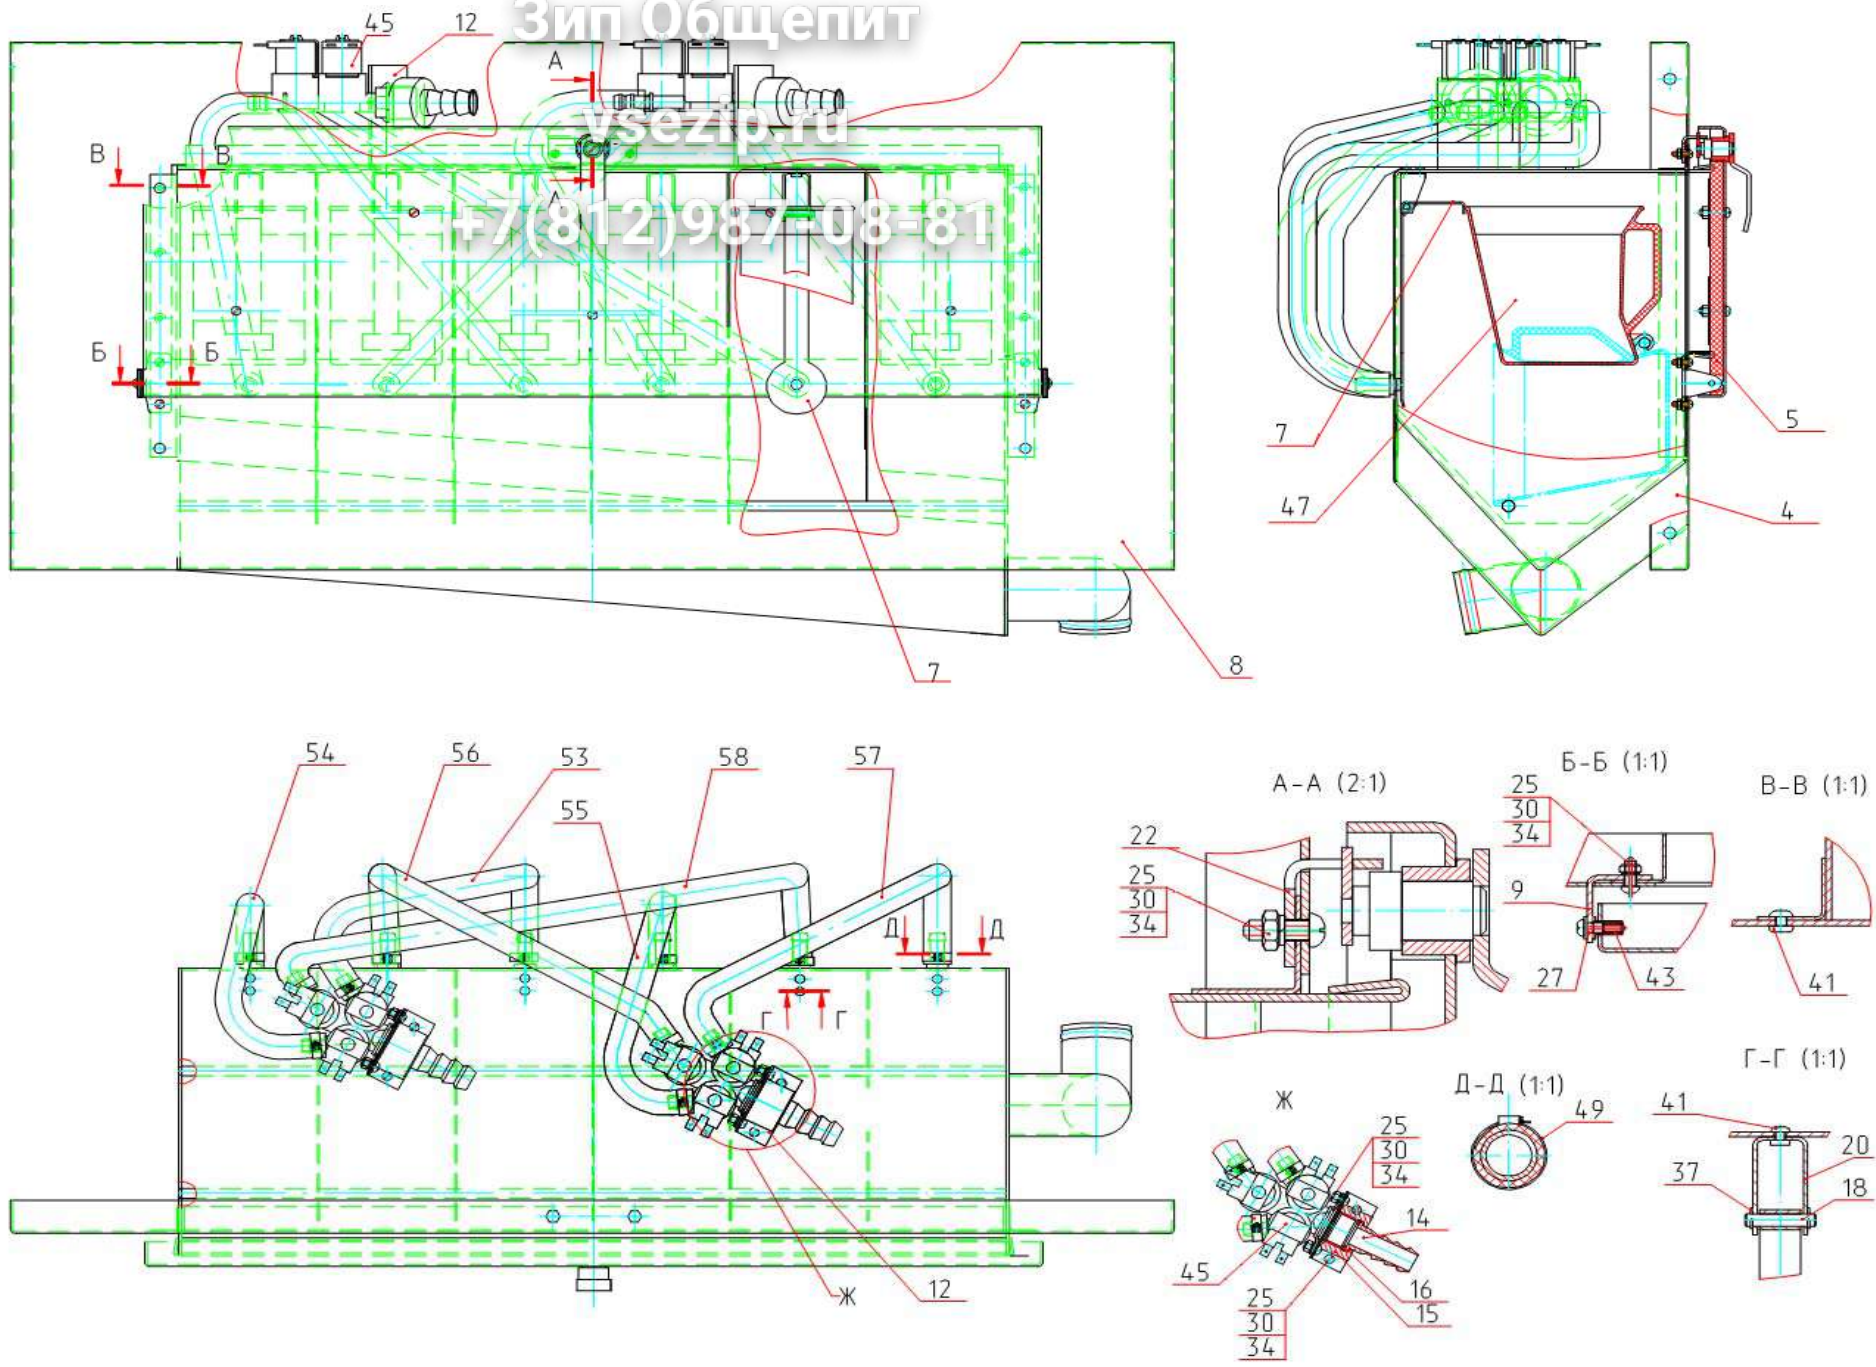 Зип Общепит
vsezip.ru
+7(812)987-08-81
45
12
А
В
В
А
Б
Б
7
8
7
47
5
4
54
56
53
55
58
57
Д
Д
Г
Г
Ж
12
А-А (2:1)
22
25
30
34
Б-Б (1:1)
25
30
34
9
27
43
В-В (1:1)
41
Ж
25
30
34
14
16
15
45
25
30
34
Д-Д (1:1)
49
Г-Г (1:1)
41
20
37
18